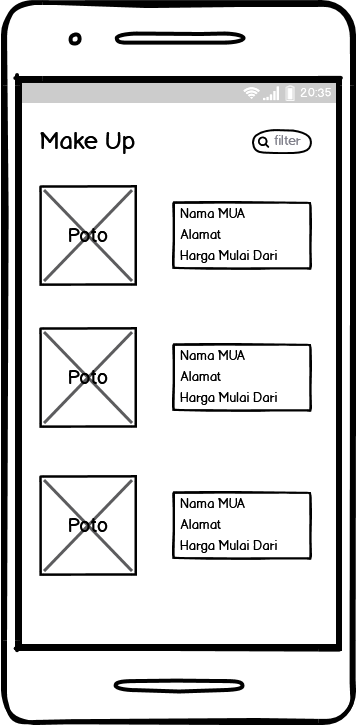 20:35
Make Up
filter
Poto
Nama MUA
Alamat
Harga Mulai Dari
Poto
Nama MUA
Alamat
Harga Mulai Dari
Poto
Nama MUA
Alamat
Harga Mulai Dari